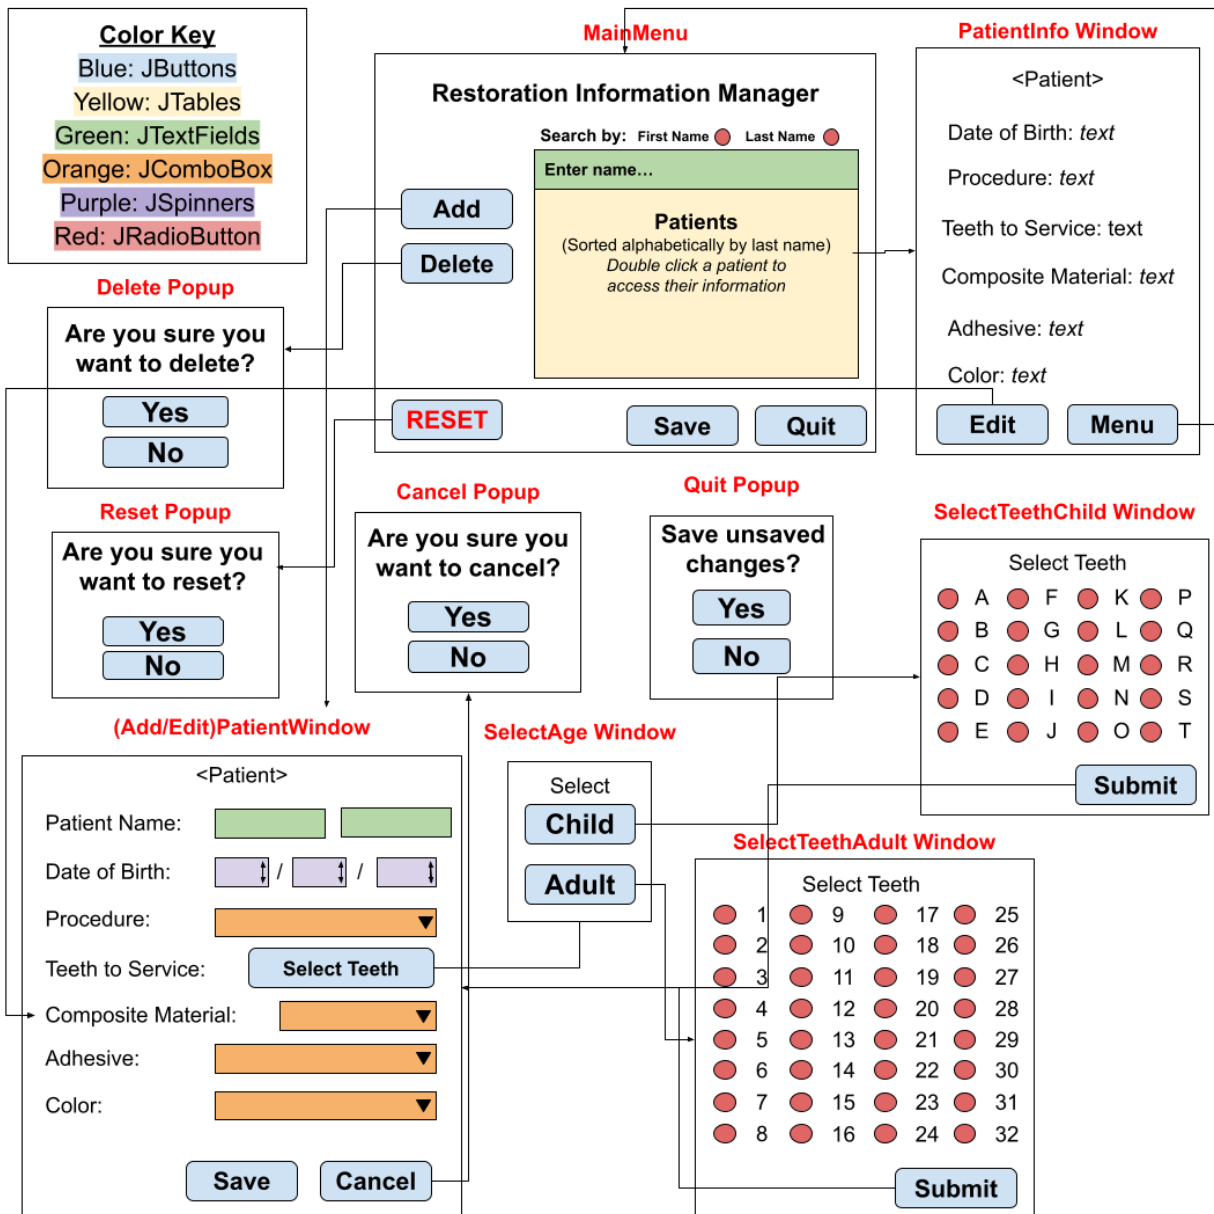 Color Key
Blue: JButtons
Yellow: JTables
Green: JTextFields
Orange: JComboBox
Purple: JSpinners
Red: JRadioButton
MainMenu
Restoration Information Manager
Search by: First Name Last Name
Enter name...
Patients
(Sorted alphabetically by last name)
Double click a patient to
access their information
Add
Delete
RESET
Save
Quit
PatientInfo Window
<Patient>
Date of Birth: text
Procedure: text
Teeth to Service: text
Composite Material: text
Adhesive: text
Color: text
Edit
Menu
Delete Popup
Are you sure you
want to delete?
Yes
No
Reset Popup
Are you sure you
want to reset?
Yes
No
Cancel Popup
Are you sure you
want to cancel?
Yes
No
Quit Popup
Save unsaved
changes?
Yes
No
SelectTeethChild Window
Select Teeth
A F K P
B G L Q
C H M R
D I N S
E J O T
Submit
(Add/Edit)PatientWindow
<Patient>
Patient Name:
Date of Birth: / /
Procedure:
Teeth to Service: Select Teeth
Composite Material:
Adhesive:
Color:
Save
Cancel
SelectAge Window
Select
Child
Adult
SelectTeethAdult Window
Select Teeth
1 9 17 25
2 10 18 26
3 11 19 27
4 12 20 28
5 13 21 29
6 14 22 30
7 15 23 31
8 16 24 32
Submit